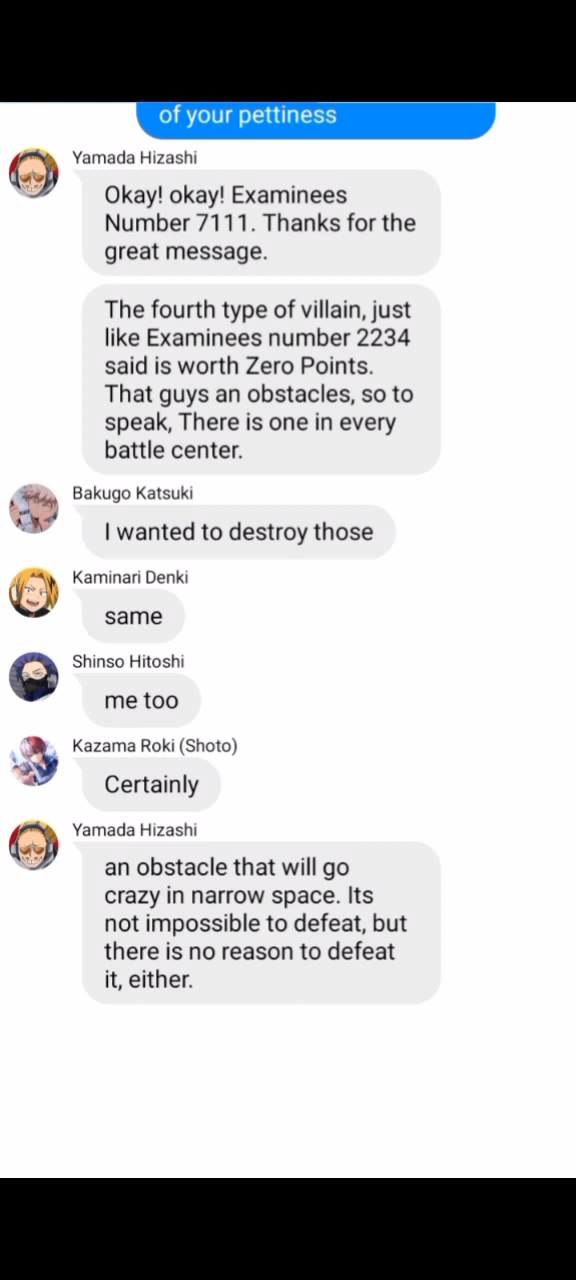 of your pettiness
Yamada Hizashi
Okay! okay! Examinees
Number 7111. Thanks for the
great message.
The fourth type of villain, just
like Examinees number 2234
said is worth Zero Points.
That guys an obstacles, so to
speak, There is one in every
battle center.
Bakugo Katsuki
I wanted to destroy those
Kaminari Denki
same
Shinso Hitoshi
me too
Kazama Roki (Shoto)
Certainly
Yamada Hizashi
an obstacle that will go
crazy in narrow space. Its
not impossible to defeat, but
there is no reason to defeat
it, either.